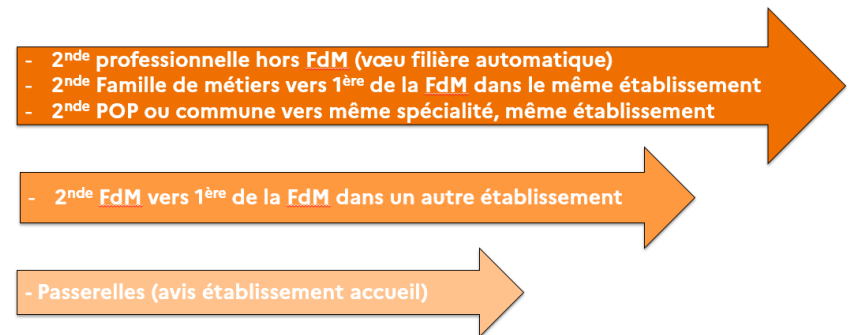 - 2nde professionnelle hors FdM (vœu filière automatique)
- 2nde Famille de métiers vers 1ère de la FdM dans le même établissement
- 2nde POP ou commune vers même spécialité, même établissement
- 2nde FdM vers 1ère de la FdM dans un autre établissement
- Passerelles (avis établissement accueil)